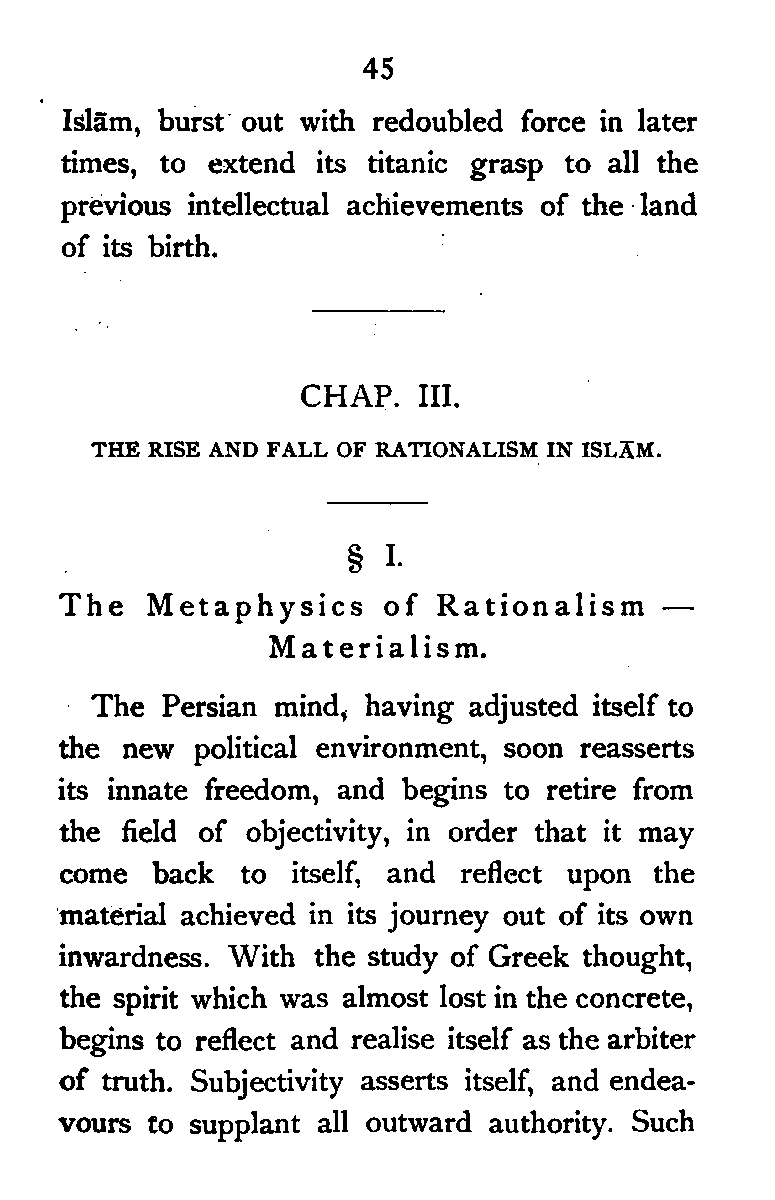 45
Islām, burst out with redoubled force in later
times, to extend its titanic grasp to all the
previous intellectual achievements of the land
of its birth.
CHAP. III.
THE RISE AND FALL OF RATIONALISM IN ISLĀM.
§ I.
The Metaphysics of Rationalism —
Materialism.
The Persian mind, having adjusted itself to
the new political environment, soon reasserts
its innate freedom, and begins to retire from
the field of objectivity, in order that it may
come back to itself, and reflect upon the
material achieved in its journey out of its own
inwardness. With the study of Greek thought,
the spirit which was almost lost in the concrete,
begins to reflect and realise itself as the arbiter
of truth. Subjectivity asserts itself, and endea-
vours to supplant all outward authority. Such